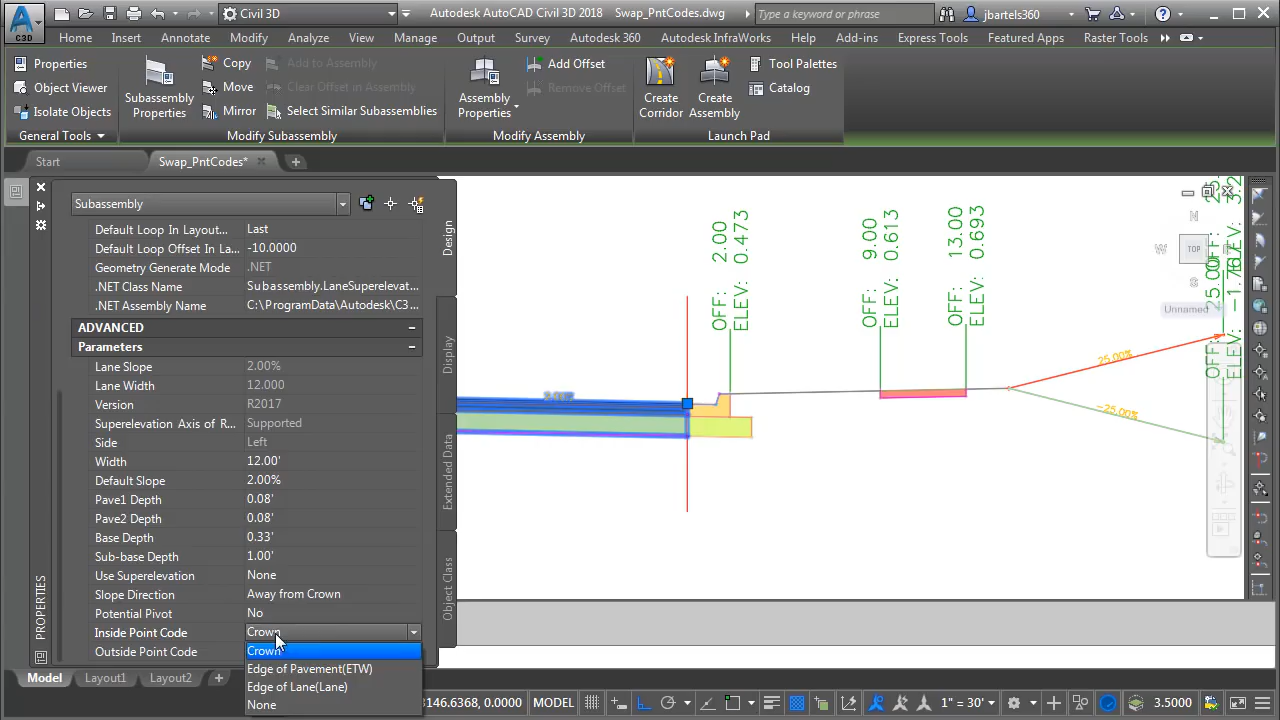 Civil 3D
Autodesk AutoCAD Civil 3D 2018 Swap_PntCodes.dwg
Type a keyword or phrase
jbartels360
C3D
Home Insert Annotate Modify Analyze View Manage Output Survey Autodesk 360 Autodesk InfraWorks Help Add-ins Express Tools Featured Apps Raster Tools
Properties
Object Viewer
Isolate Objects
General Tools
Subassembly
Properties
Copy
Move
Mirror
Add to Assembly
Clear Offset in Assembly
Select Similar Subassemblies
Modify Subassembly
Assembly
Properties
Add Offset
Remove Offset
Modify Assembly
Create
Corridor
Create
Assembly
Tool Palettes
Catalog
Launch Pad
Start Swap_PntCodes*
Subassembly
Default Loop In Layout... Last
Default Loop Offset In La... -10.0000
Geometry Generate Mode .NET
.NET Class Name Subassembly.LaneSuperelevat...
.NET Assembly Name C:\ProgramData\Autodesk\C3...
ADVANCED
Parameters
Lane Slope 2.00%
Lane Width 12.000
Version R2017
Superelevation Axis of R... Supported
Side Left
Width 12.00'
Default Slope 2.00%
Pave1 Depth 0.08'
Pave2 Depth 0.08'
Base Depth 0.33'
Sub-base Depth 1.00'
Use Superelevation None
Slope Direction Away from Crown
Potential Pivot No
Inside Point Code Crown
Outside Point Code
Crown
Edge of Pavement(ETW)
Edge of Lane(Lane)
None
Design
Display
Extended Data
Object Class
PROPERTIES
OFF: 2.00
ELEV: 0.473
OFF: 9.00
ELEV: 0.613
OFF: 13.00
ELEV: 0.693
25.00%
-25.00%
N
W
TOP
S
Unnamed
Model Layout1 Layout2
3146.6368, 0.0000 MODEL 1" = 30' 3.5000